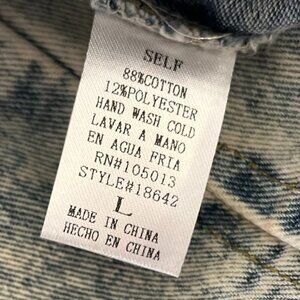 SELF
88%COTTON
12%POLYESTER
HAND WASH COLD
LAVAR A MANO
EN AGUA FRIA
RN#105013
STYLE#18642
L
MADE IN CHINA
HECHO EN CHINA